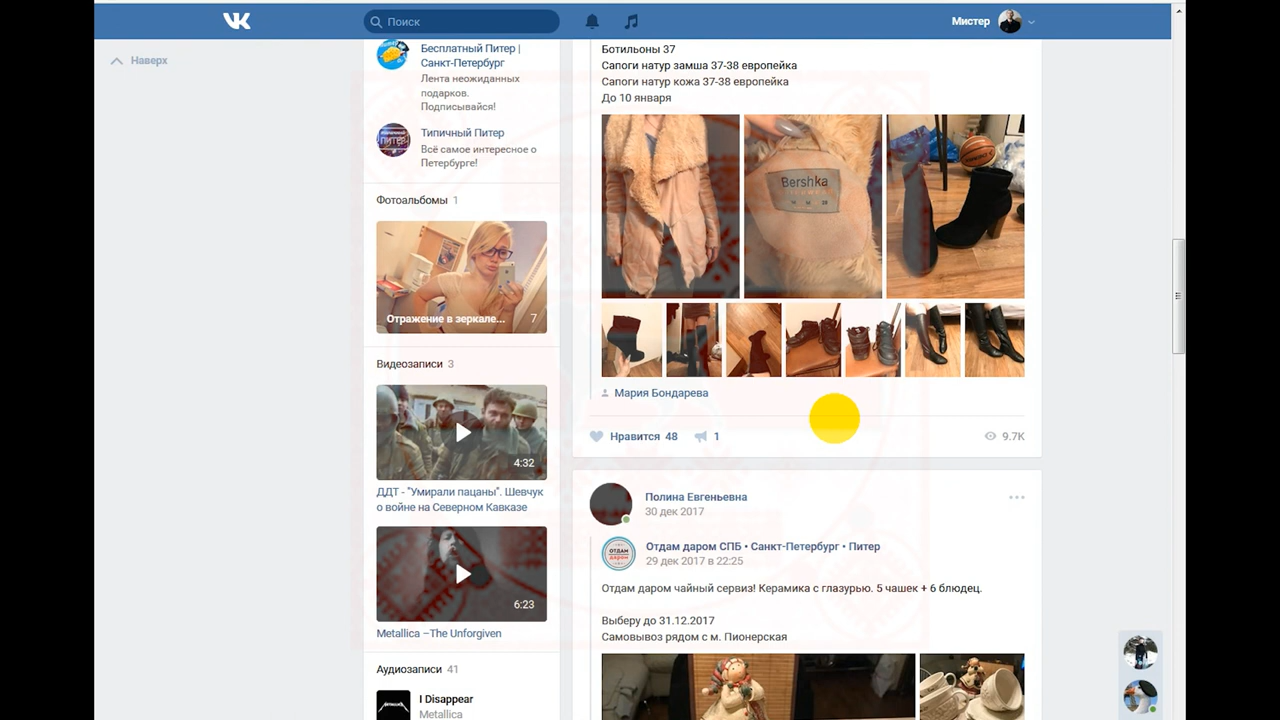 Поиск
Мистер
Наверх
Бесплатный Питер |
Санкт-Петербург
Лента неожиданных
подарков.
Подписывайся!
Типичный Питер
Всё самое интересное о
Петербурге!
Фотоальбомы 1
Отражение в зеркале... 7
Видеозаписи 3
4:32
ДДТ - "Умирали пацаны". Шевчук
о войне на Северном Кавказе
6:23
Metallica –The Unforgiven
Аудиозаписи 41
I Disappear
Metallica
Ботильоны 37
Сапоги натур замша 37-38 европейка
Сапоги натур кожа 37-38 европейка
До 10 января
Bershka
Мария Бондарева
Нравится 48 1 9.7K
Полина Евгеньевна
30 дек 2017
ОТДАМ
даром
Отдам даром СПБ • Санкт-Петербург • Питер
29 дек 2017 в 22:25
Отдам даром чайный сервиз! Керамика с глазурью. 5 чашек + 6 блюдец.
Выберу до 31.12.2017
Самовывоз рядом с м. Пионерская